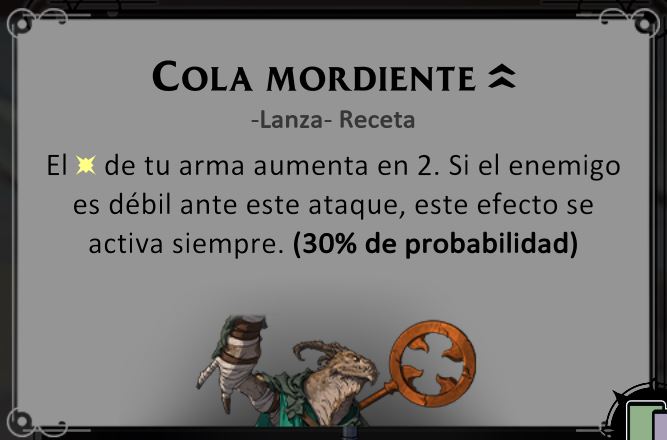 COLA MORDIENTE
-Lanza- Receta
El de tu arma aumenta en 2. Si el enemigo
es débil ante este ataque, este efecto se
activa siempre. (30% de probabilidad)